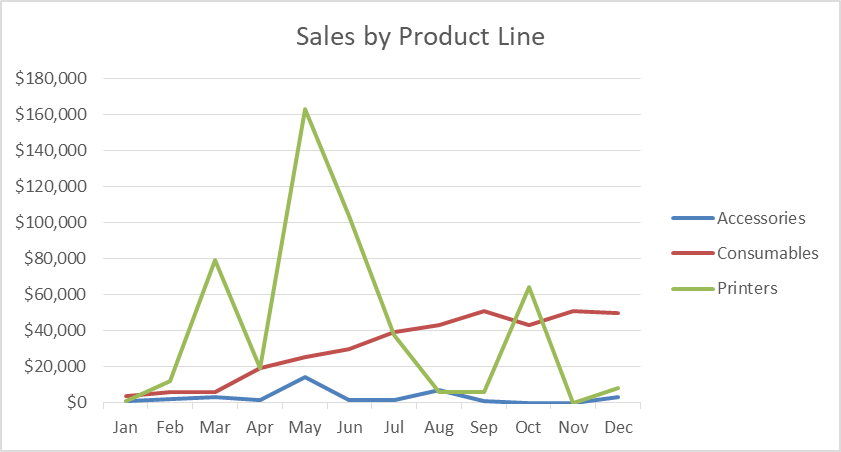 Sales by Product Line
$180,000
$160,000
$140,000
$120,000
$100,000
$80,000
$60,000
$40,000
$20,000
$0
Jan Feb Mar Apr May Jun Jul Aug Sep Oct Nov Dec
Accessories
Consumables
Printers